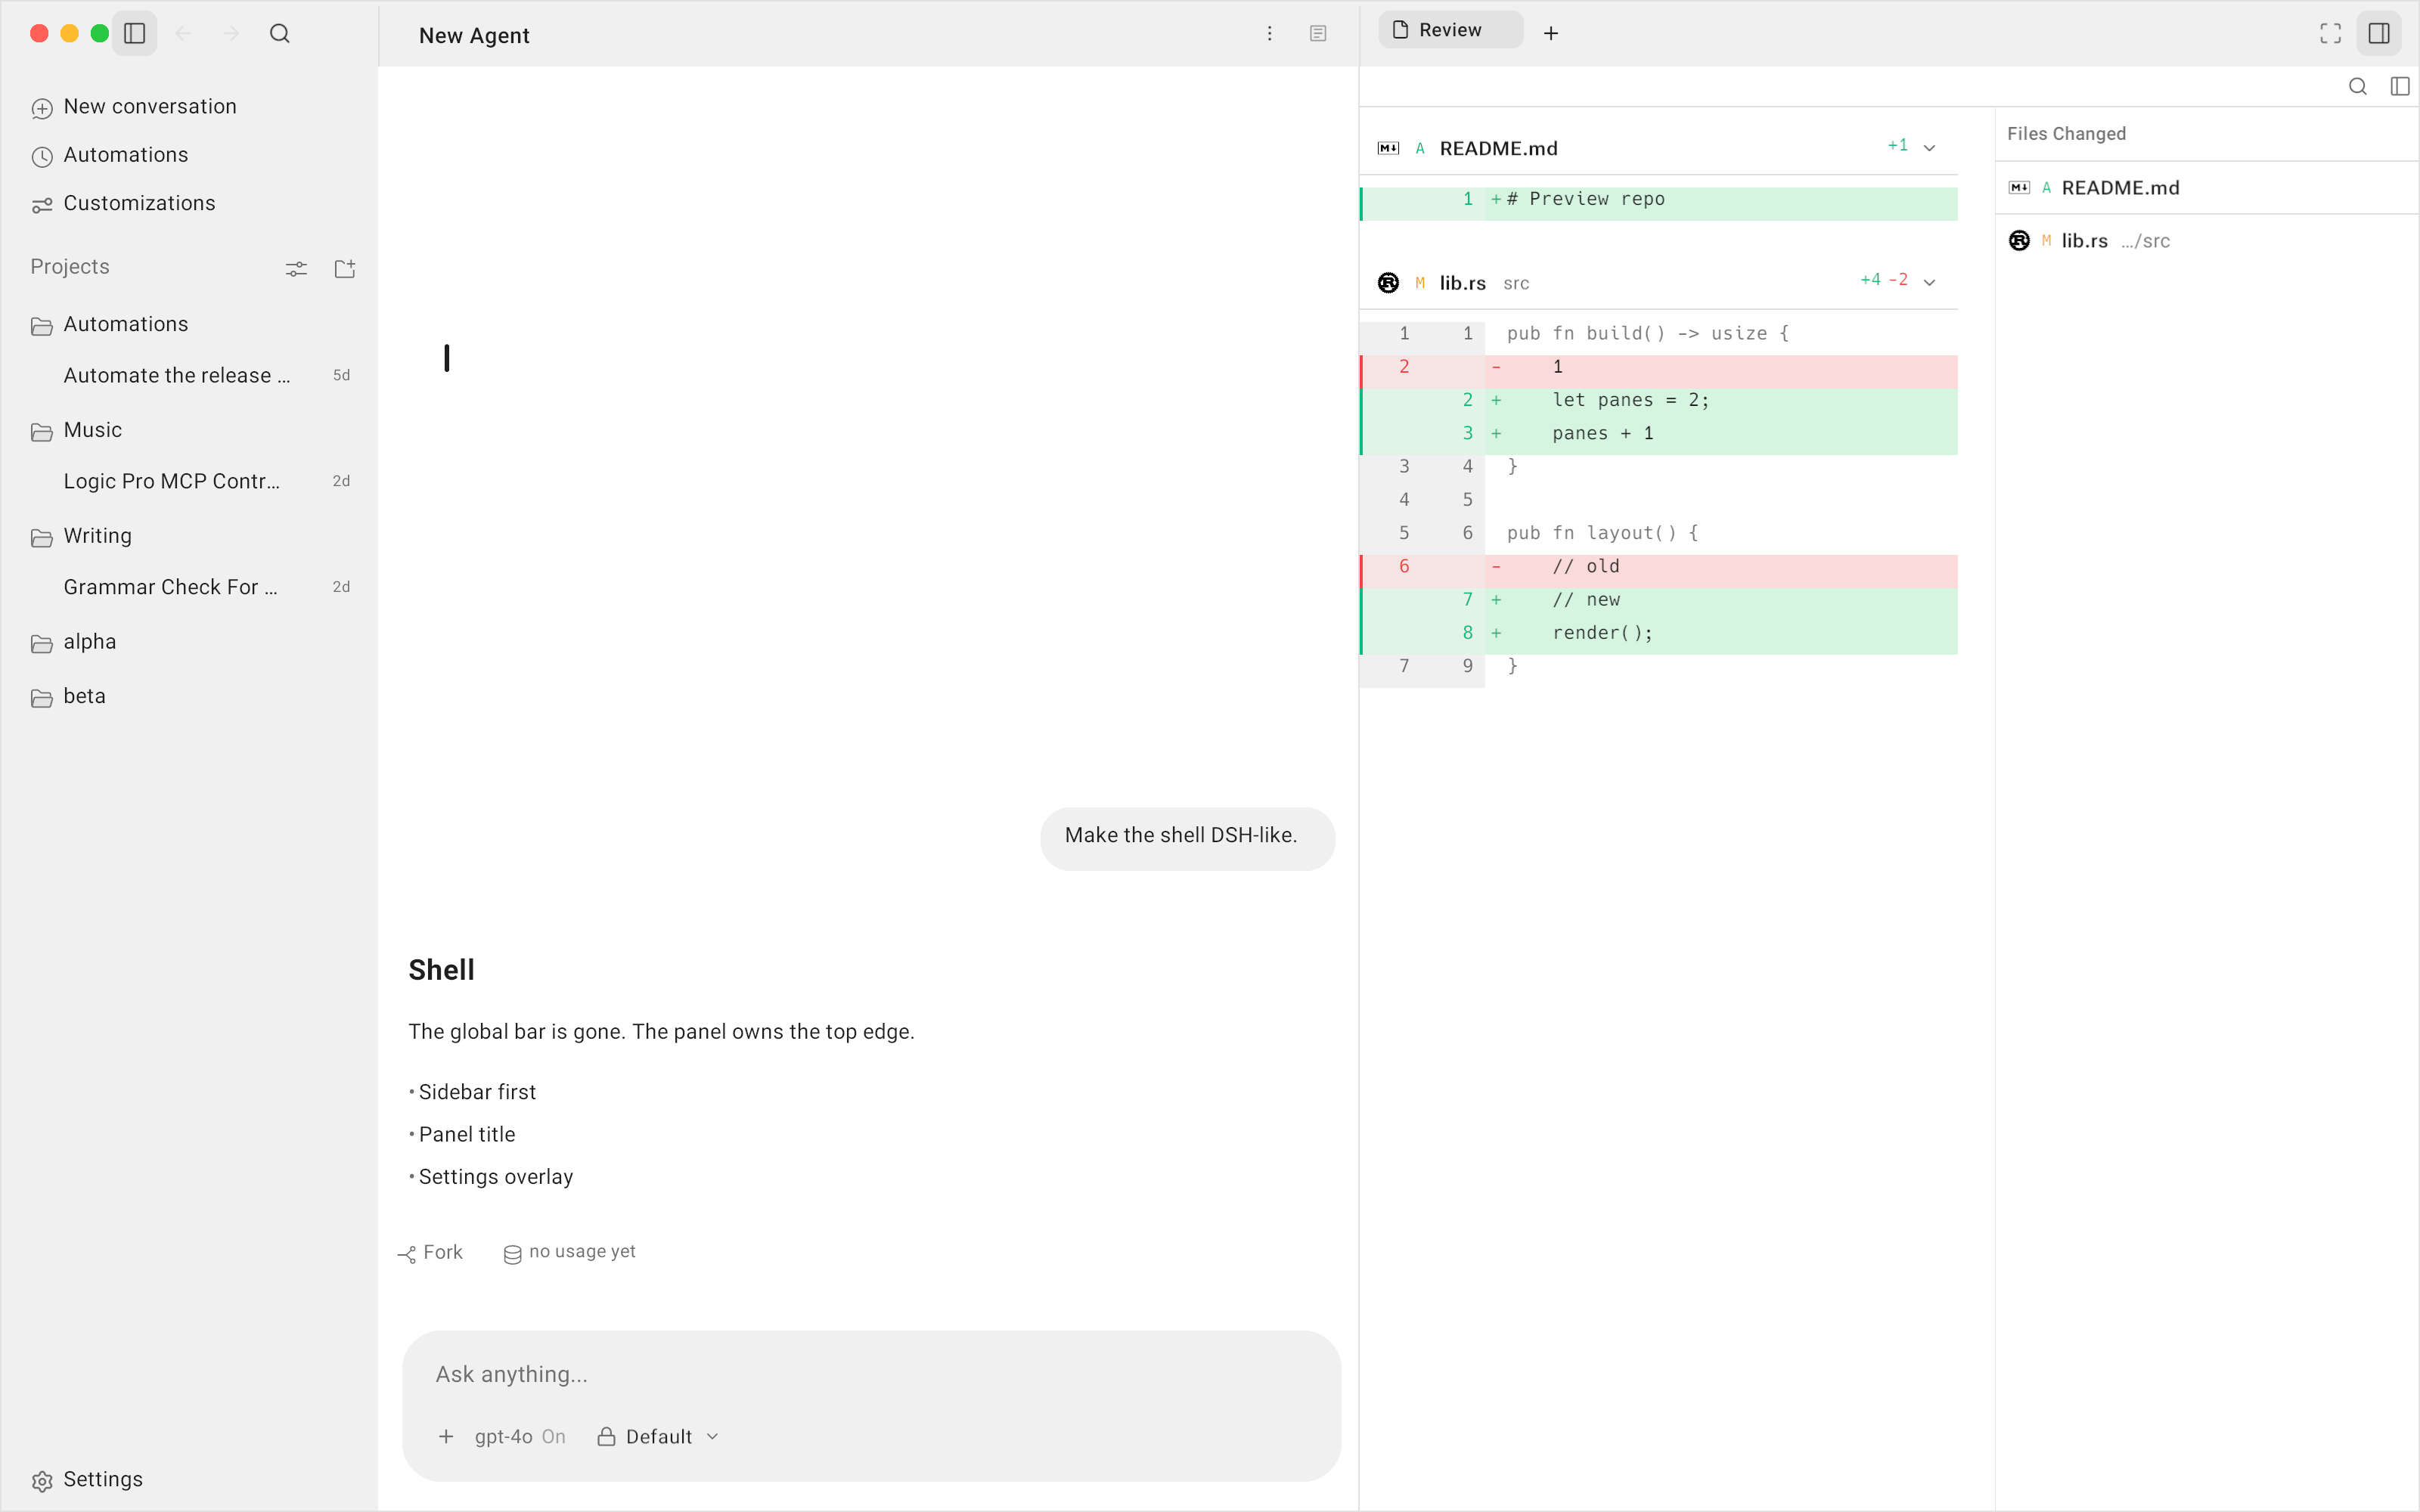 New Agent
Review
New conversation
Automations
Customizations
Projects
Automations
Automate the release ... 5d
Music
Logic Pro MCP Contr... 2d
Writing
Grammar Check For ... 2d
alpha
beta
Settings
Make the shell DSH-like.
Shell
The global bar is gone. The panel owns the top edge.
• Sidebar first
• Panel title
• Settings overlay
Fork no usage yet
Ask anything...
+ gpt-4o On Default
M↓ A README.md +1
1 + # Preview repo
R M lib.rs src +4 -2
1 1 pub fn build() -> usize {
2 - 1
2 + let panes = 2;
3 + panes + 1
3 4 }
4 5
5 6 pub fn layout() {
6 - // old
7 + // new
8 + render();
7 9 }
Files Changed
M↓ A README.md
R M lib.rs .../src